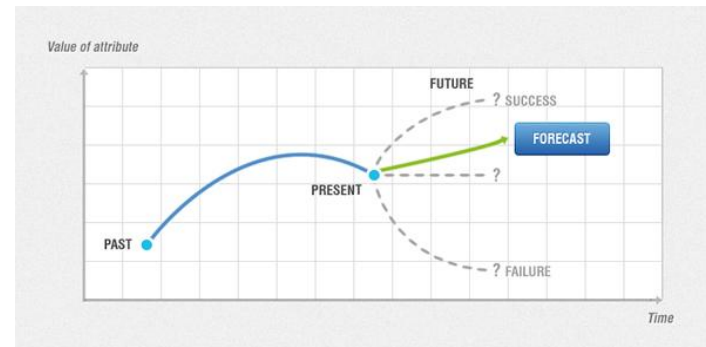 Value of attribute
FUTURE
? SUCCESS
FORECAST
?
PRESENT
PAST
? FAILURE
Time